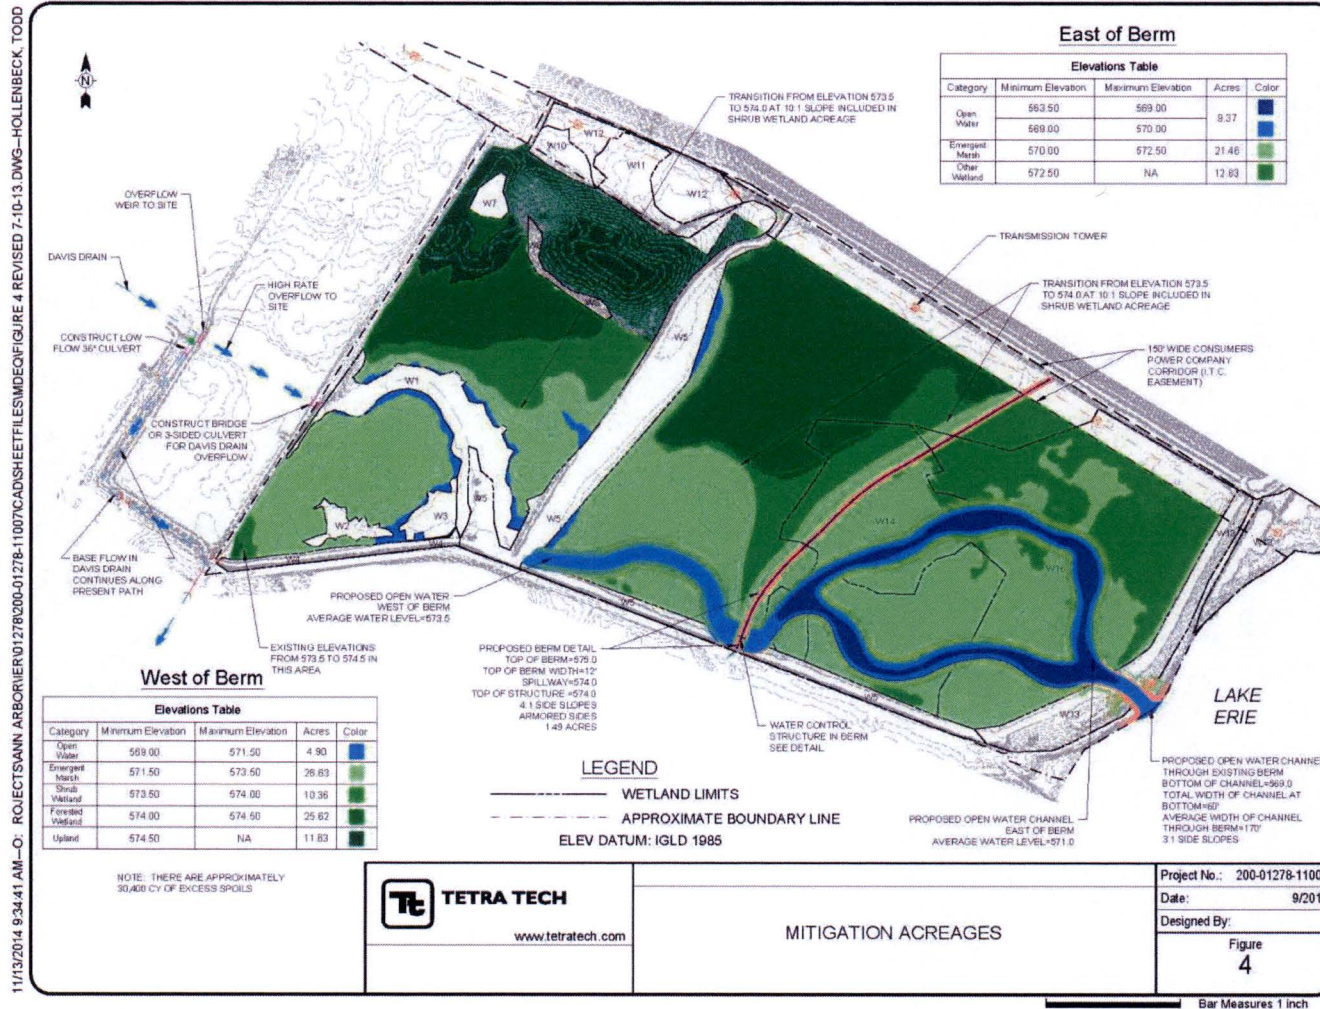 11/13/2014 9:34:41 AM—O:  ROJECTS\ANN ARBOR\IER\01278\200-01278-11007\CAD\SHEETFILES\MDEQ\FIGURE 4 REVISED 7-10-13.DWG—HOLLENBECK, TODD
N
East of Berm
Elevations Table
Category Minimum Elevation Maximum Elevation Acres Color
Open Water 563.50 569.00 9.37
569.00 570.00
Emergent Marsh 570.00 572.50 21.46
Other Wetland 572.50 NA 12.63
TRANSITION FROM ELEVATION 573.5
TO 574.0 AT 10:1 SLOPE INCLUDED IN
SHRUB WETLAND ACREAGE
W12
W10
W11
W12
W7
OVERFLOW
WEIR TO SITE
DAVIS DRAIN
HIGH RATE
OVERFLOW TO
SITE
CONSTRUCT LOW
FLOW 36" CULVERT
TRANSMISSION TOWER
TRANSITION FROM ELEVATION 573.5
TO 574.0 AT 10:1 SLOPE INCLUDED IN
SHRUB WETLAND ACREAGE
150' WIDE CONSUMERS
POWER COMPANY
CORRIDOR (I.T.C.
EASEMENT)
W5
W1
CONSTRUCT BRIDGE
OR 3-SIDED CULVERT
FOR DAVIS DRAIN
OVERFLOW
W5
W2
W3
W5
W14
W16
W13
BASE FLOW IN
DAVIS DRAIN
CONTINUES ALONG
PRESENT PATH
PROPOSED OPEN WATER
WEST OF BERM
AVERAGE WATER LEVEL=573.5
EXISTING ELEVATIONS
FROM 573.5 TO 574.5 IN
THIS AREA
PROPOSED BERM DETAIL
TOP OF BERM=575.0
TOP OF BERM WIDTH=12'
SPILLWAY=574.0
TOP OF STRUCTURE =574.0
4:1 SIDE SLOPES
ARMORED SIDES
1.49 ACRES
WATER CONTROL
STRUCTURE IN BERM
SEE DETAIL
LAKE
ERIE
PROPOSED OPEN WATER CHANNE
THROUGH EXISTING BERM
BOTTOM OF CHANNEL=569.0
TOTAL WIDTH OF CHANNEL AT
BOTTOM=60'
AVERAGE WIDTH OF CHANNEL
THROUGH BERM=170'
3:1 SIDE SLOPES
PROPOSED OPEN WATER CHANNEL
EAST OF BERM
AVERAGE WATER LEVEL=571.0
West of Berm
Elevations Table
Category Minimum Elevation Maximum Elevation Acres Color
Open Water 569.00 571.50 4.90
Emergent Marsh 571.50 573.50 26.63
Shrub Wetland 573.50 574.00 10.36
Forested Wetland 574.00 574.50 25.62
Upland 574.50 NA 11.83
LEGEND
WETLAND LIMITS
APPROXIMATE BOUNDARY LINE
ELEV DATUM: IGLD 1985
NOTE: THERE ARE APPROXIMATELY
30,400 CY OF EXCESS SPOILS
Tt
TETRA TECH
www.tetratech.com
MITIGATION ACREAGES
Project No.: 200-01278-1100
Date: 9/201
Designed By:
Figure
4
Bar Measures 1 inch